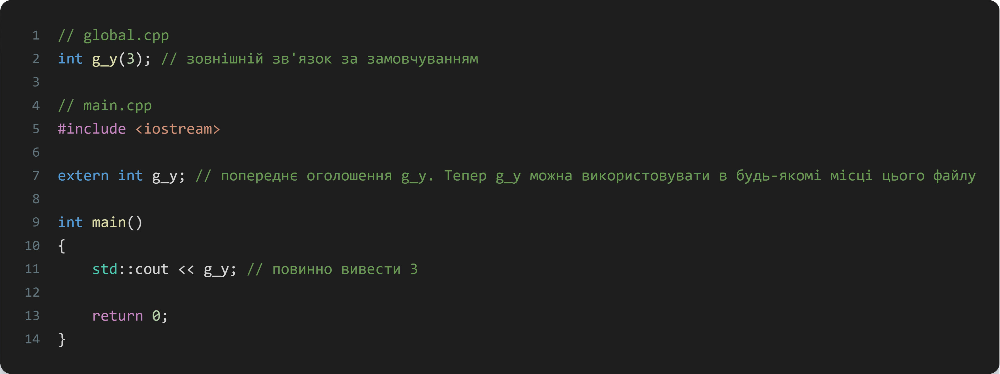 1 // global.cpp
2 int g_y(3); // зовнішній зв'язок за замовчуванням
3
4 // main.cpp
5 #include <iostream>
6
7 extern int g_y; // попереднє оголошення g_y. Тепер g_y можна використовувати в будь-якомі місці цього файлу
8
9 int main()
10 {
11     std::cout << g_y; // повинно вивести 3
12
13     return 0;
14 }